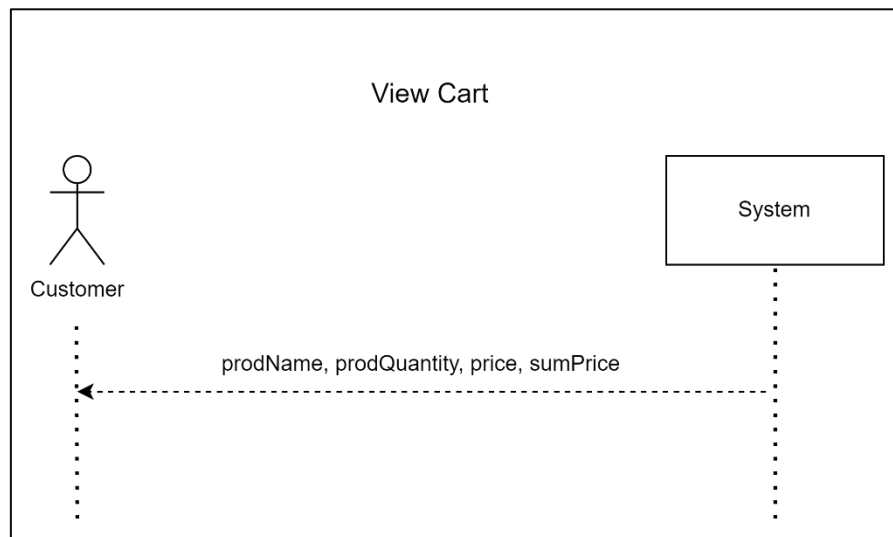 View Cart
System
Customer
prodName, prodQuantity, price, sumPrice